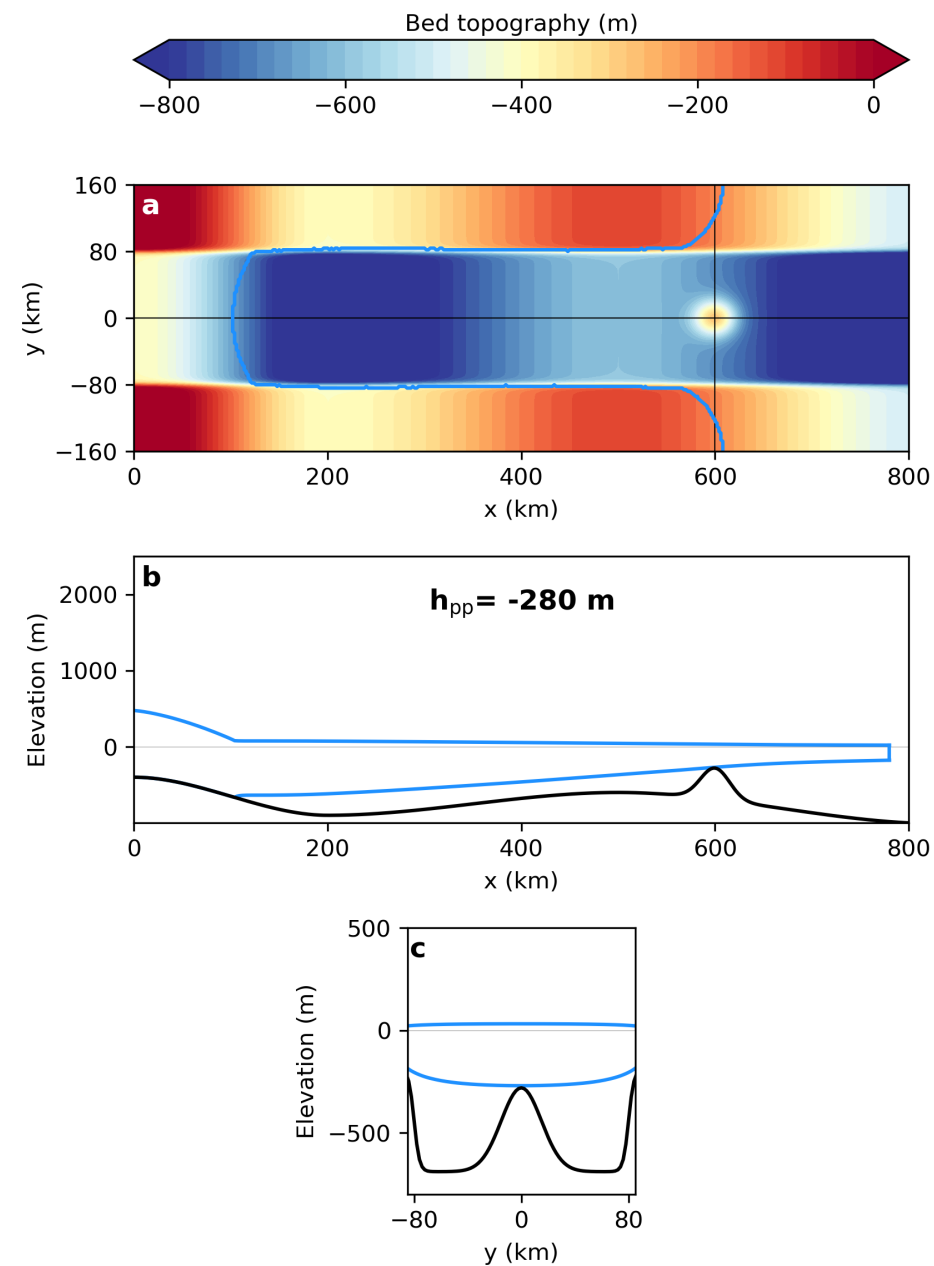 Bed topography (m)
−800 −600 −400 −200 0
a
160
80
0
−80
−160
y (km)
0 200 400 600 800
x (km)
b
h_pp= -280 m
2000
1000
0
Elevation (m)
0 200 400 600 800
x (km)
c
500
0
−500
Elevation (m)
−80 0 80
y (km)